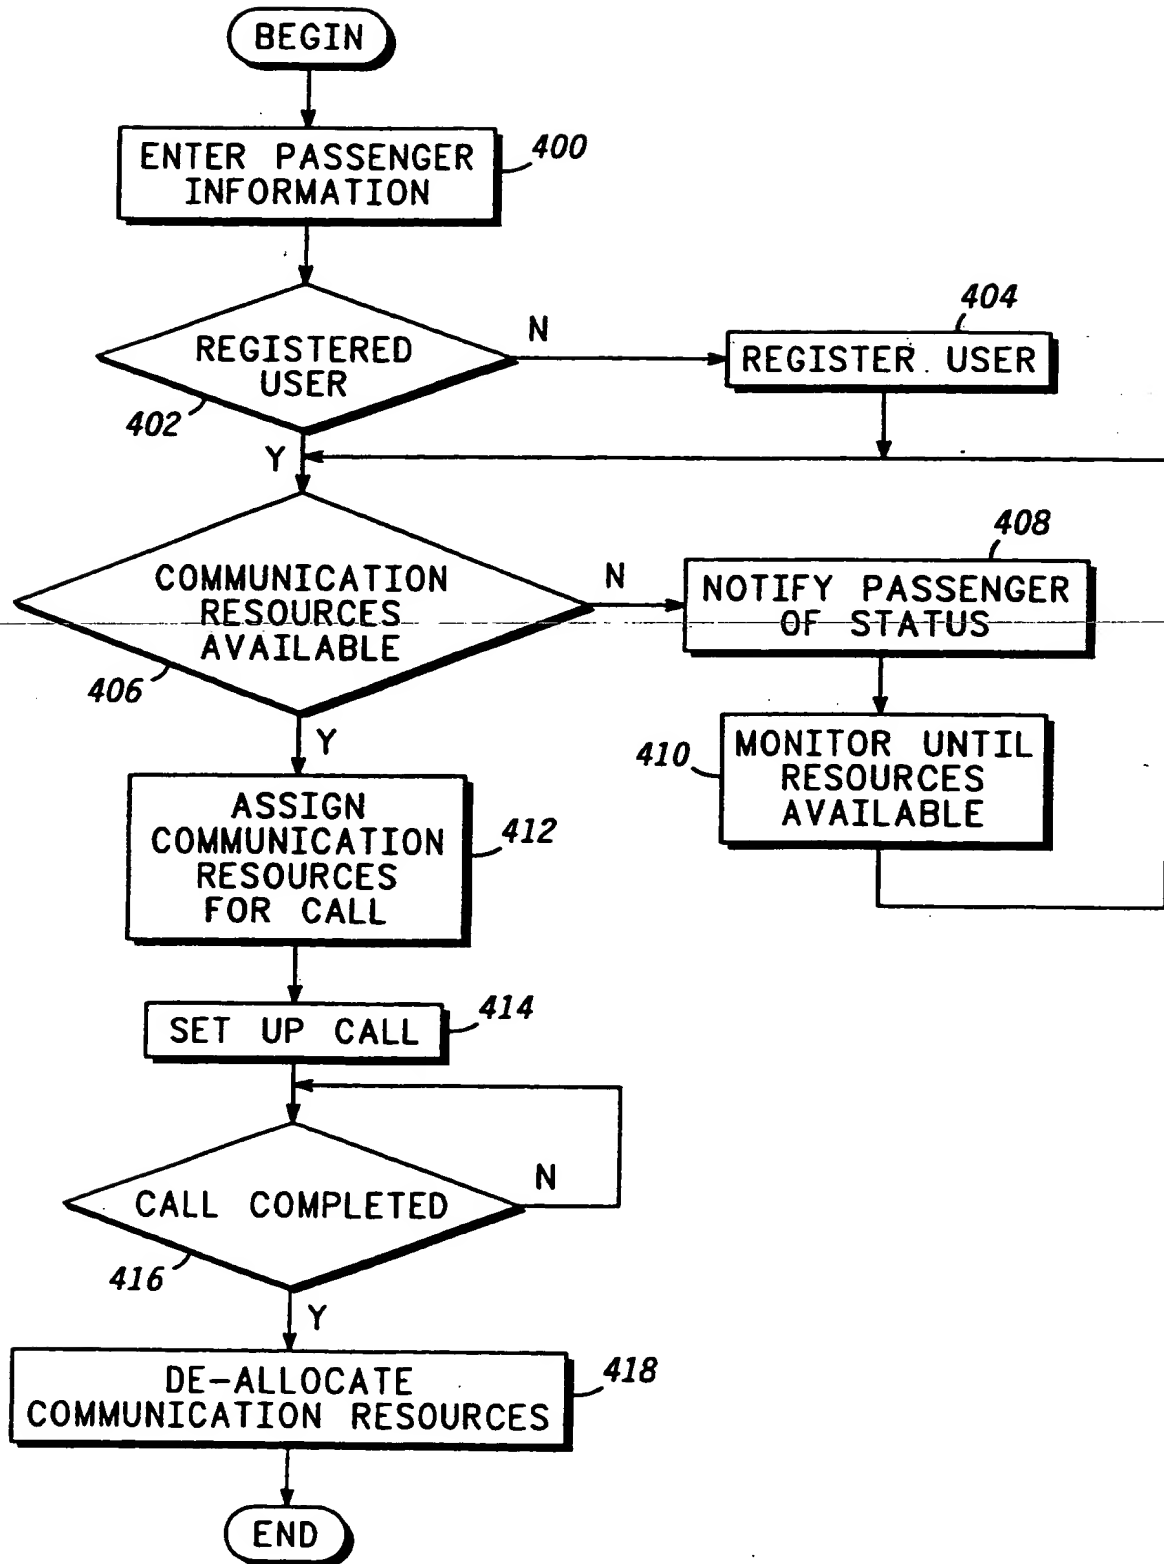 BEGIN
ENTER PASSENGER
INFORMATION
400
REGISTERED
USER
402
N
REGISTER USER
404
Y
COMMUNICATION
RESOURCES
AVAILABLE
406
N
NOTIFY PASSENGER
OF STATUS
408
MONITOR UNTIL
RESOURCES
AVAILABLE
410
Y
ASSIGN
COMMUNICATION
RESOURCES
FOR CALL
412
SET UP CALL
414
CALL COMPLETED
416
N
Y
DE-ALLOCATE
COMMUNICATION RESOURCES
418
END